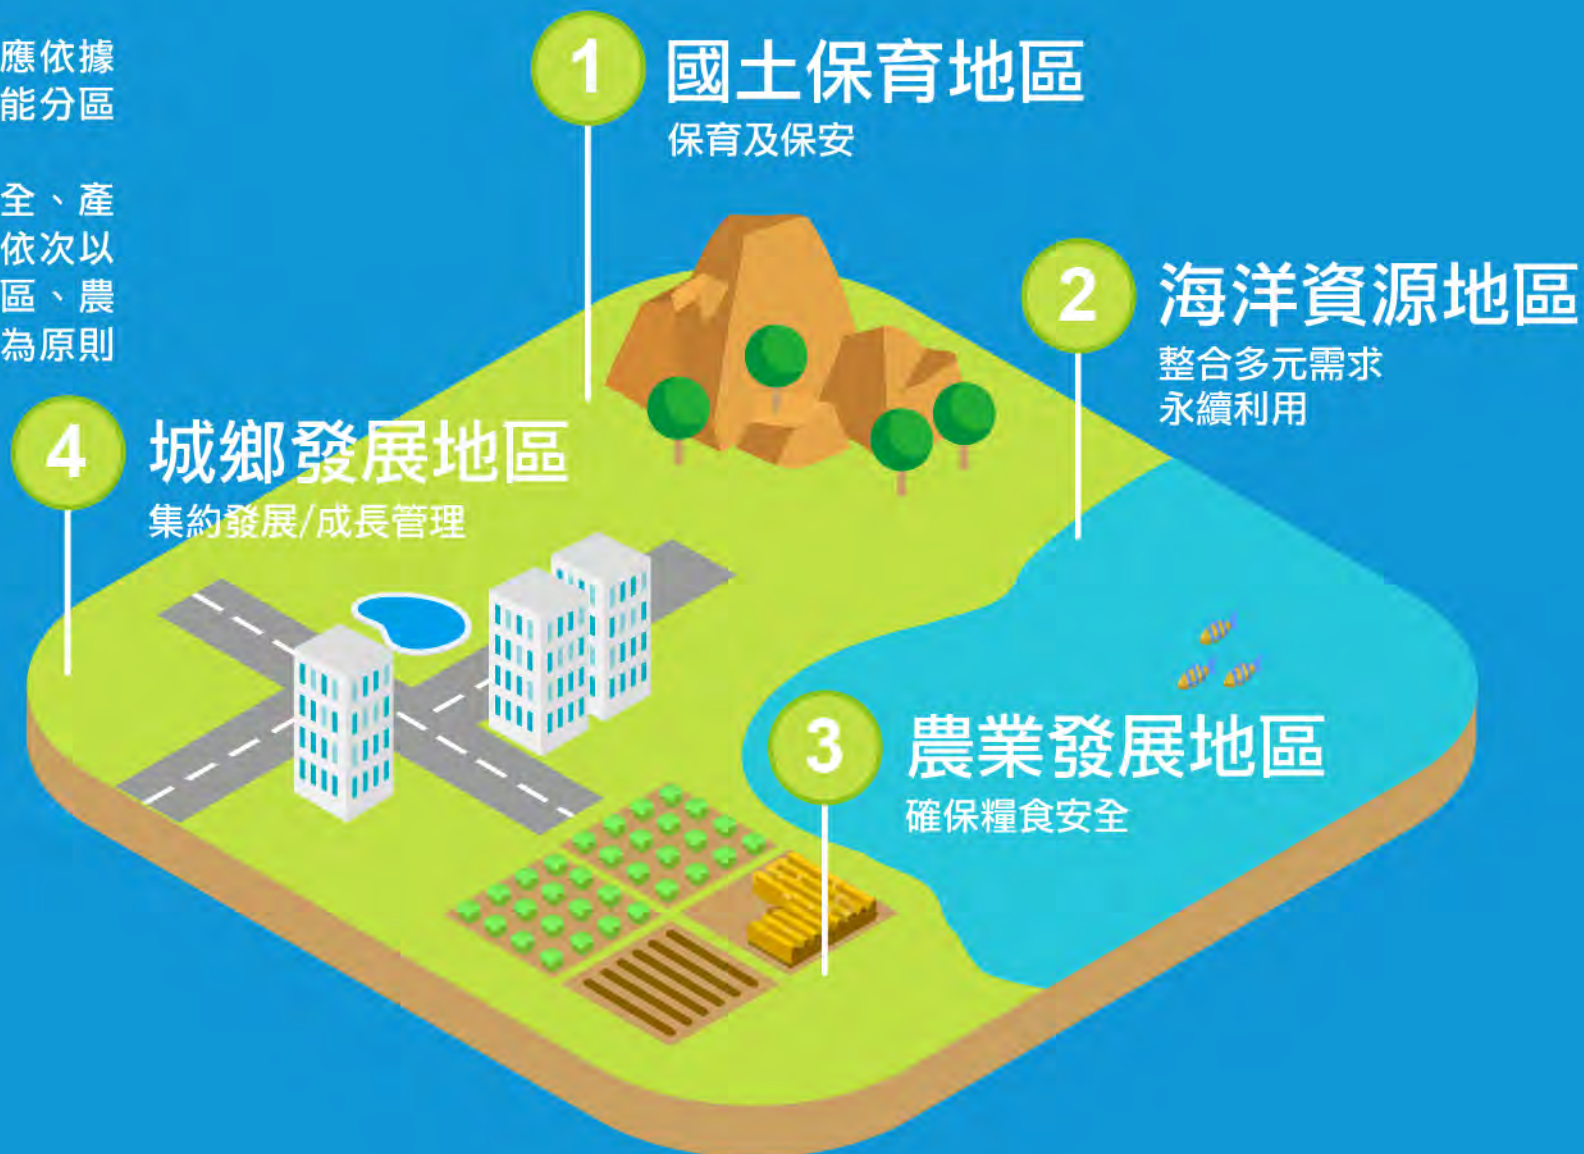 應依據
能分區
全、產
依次以
區、農
為原則
1
國土保育地區
保育及保安
2
海洋資源地區
整合多元需求
永續利用
4
城鄉發展地區
集約發展/成長管理
3
農業發展地區
確保糧食安全